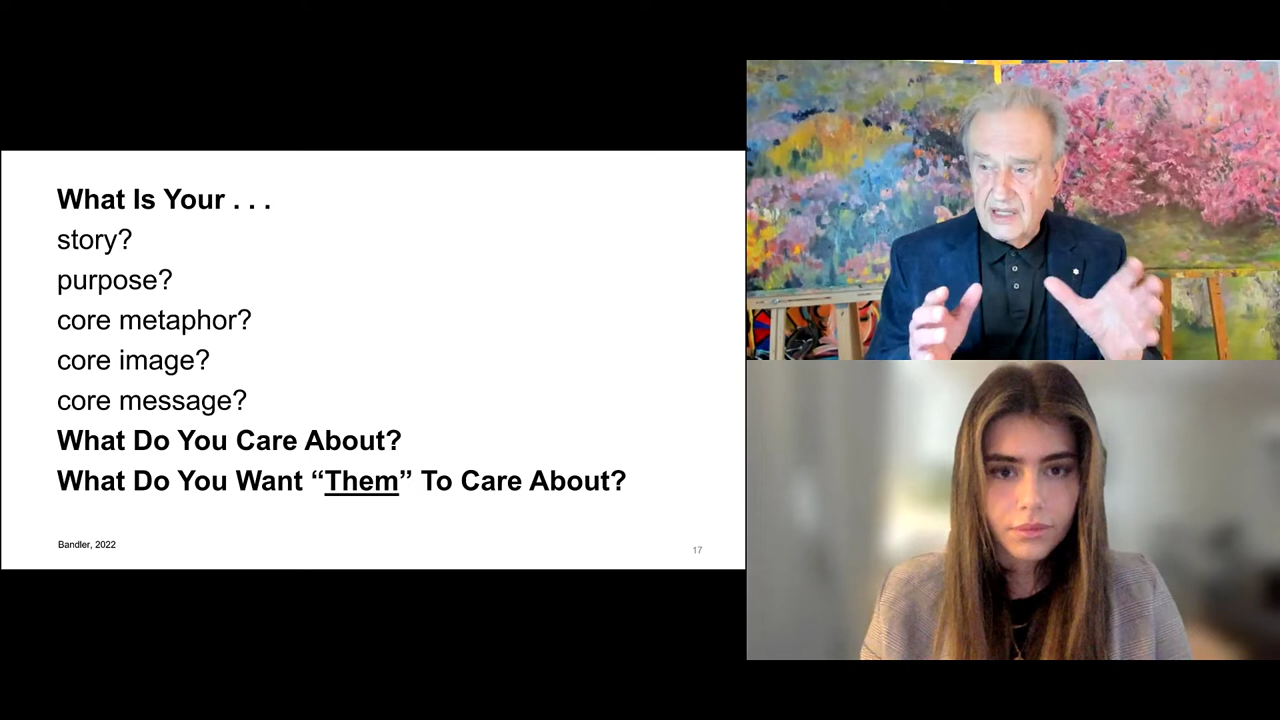 What Is Your . . .
story?
purpose?
core metaphor?
core image?
core message?
What Do You Care About?
What Do You Want “Them” To Care About?
Bandler, 2022
17